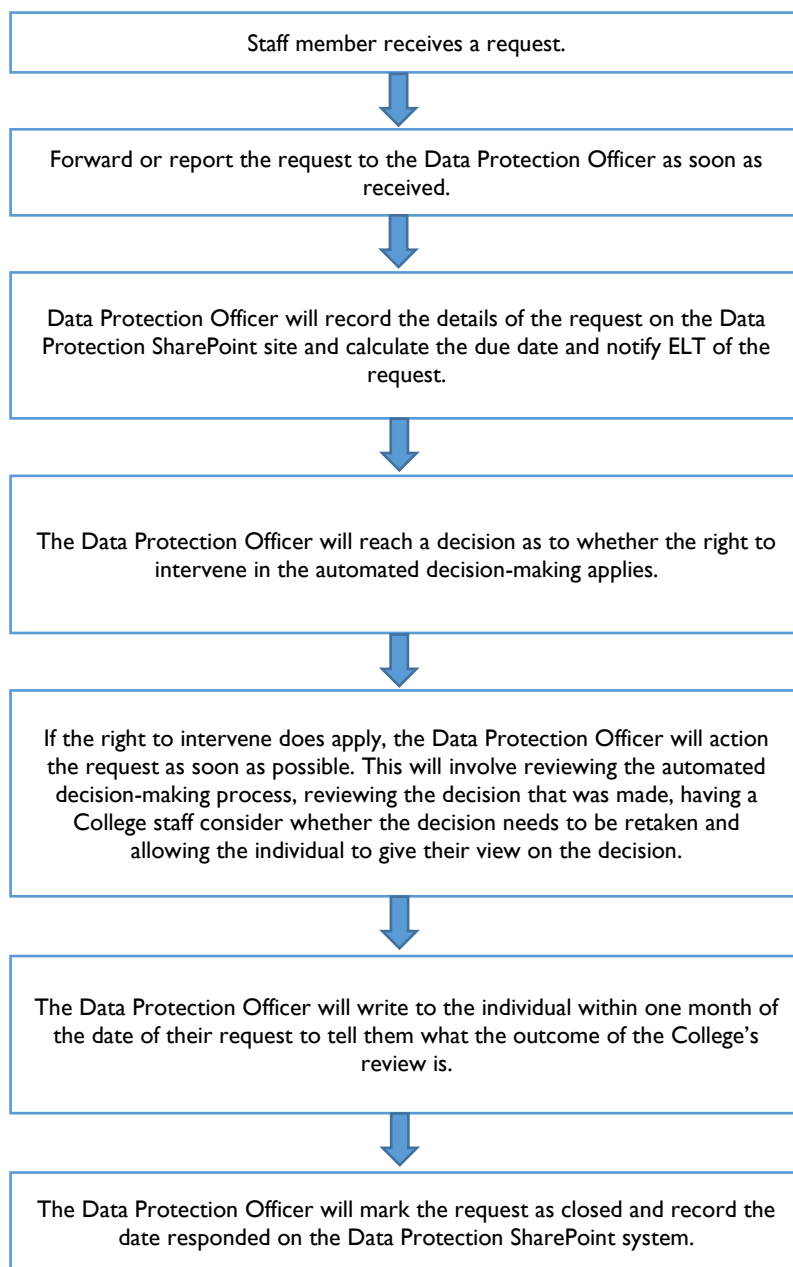 Staff member receives a request.
Forward or report the request to the Data Protection Officer as soon as
received.
Data Protection Officer will record the details of the request on the Data
Protection SharePoint site and calculate the due date and notify ELT of the
request.
The Data Protection Officer will reach a decision as to whether the right to
intervene in the automated decision-making applies.
If the right to intervene does apply, the Data Protection Officer will action
the request as soon as possible. This will involve reviewing the automated
decision-making process, reviewing the decision that was made, having a
College staff consider whether the decision needs to be retaken and
allowing the individual to give their view on the decision.
The Data Protection Officer will write to the individual within one month of
the date of their request to tell them what the outcome of the College’s
review is.
The Data Protection Officer will mark the request as closed and record the
date responded on the Data Protection SharePoint system.